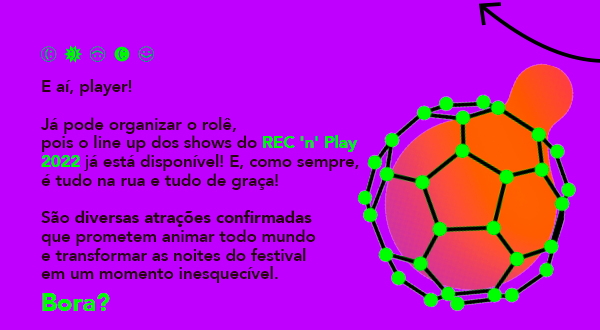 E aí, player!
Já pode organizar o rolê,
pois o line up dos shows do REC 'n' Play
2022 já está disponível! E, como sempre,
é tudo na rua e tudo de graça!
São diversas atrações confirmadas
que prometem animar todo mundo
e transformar as noites do festival
em um momento inesquecível.
Bora?